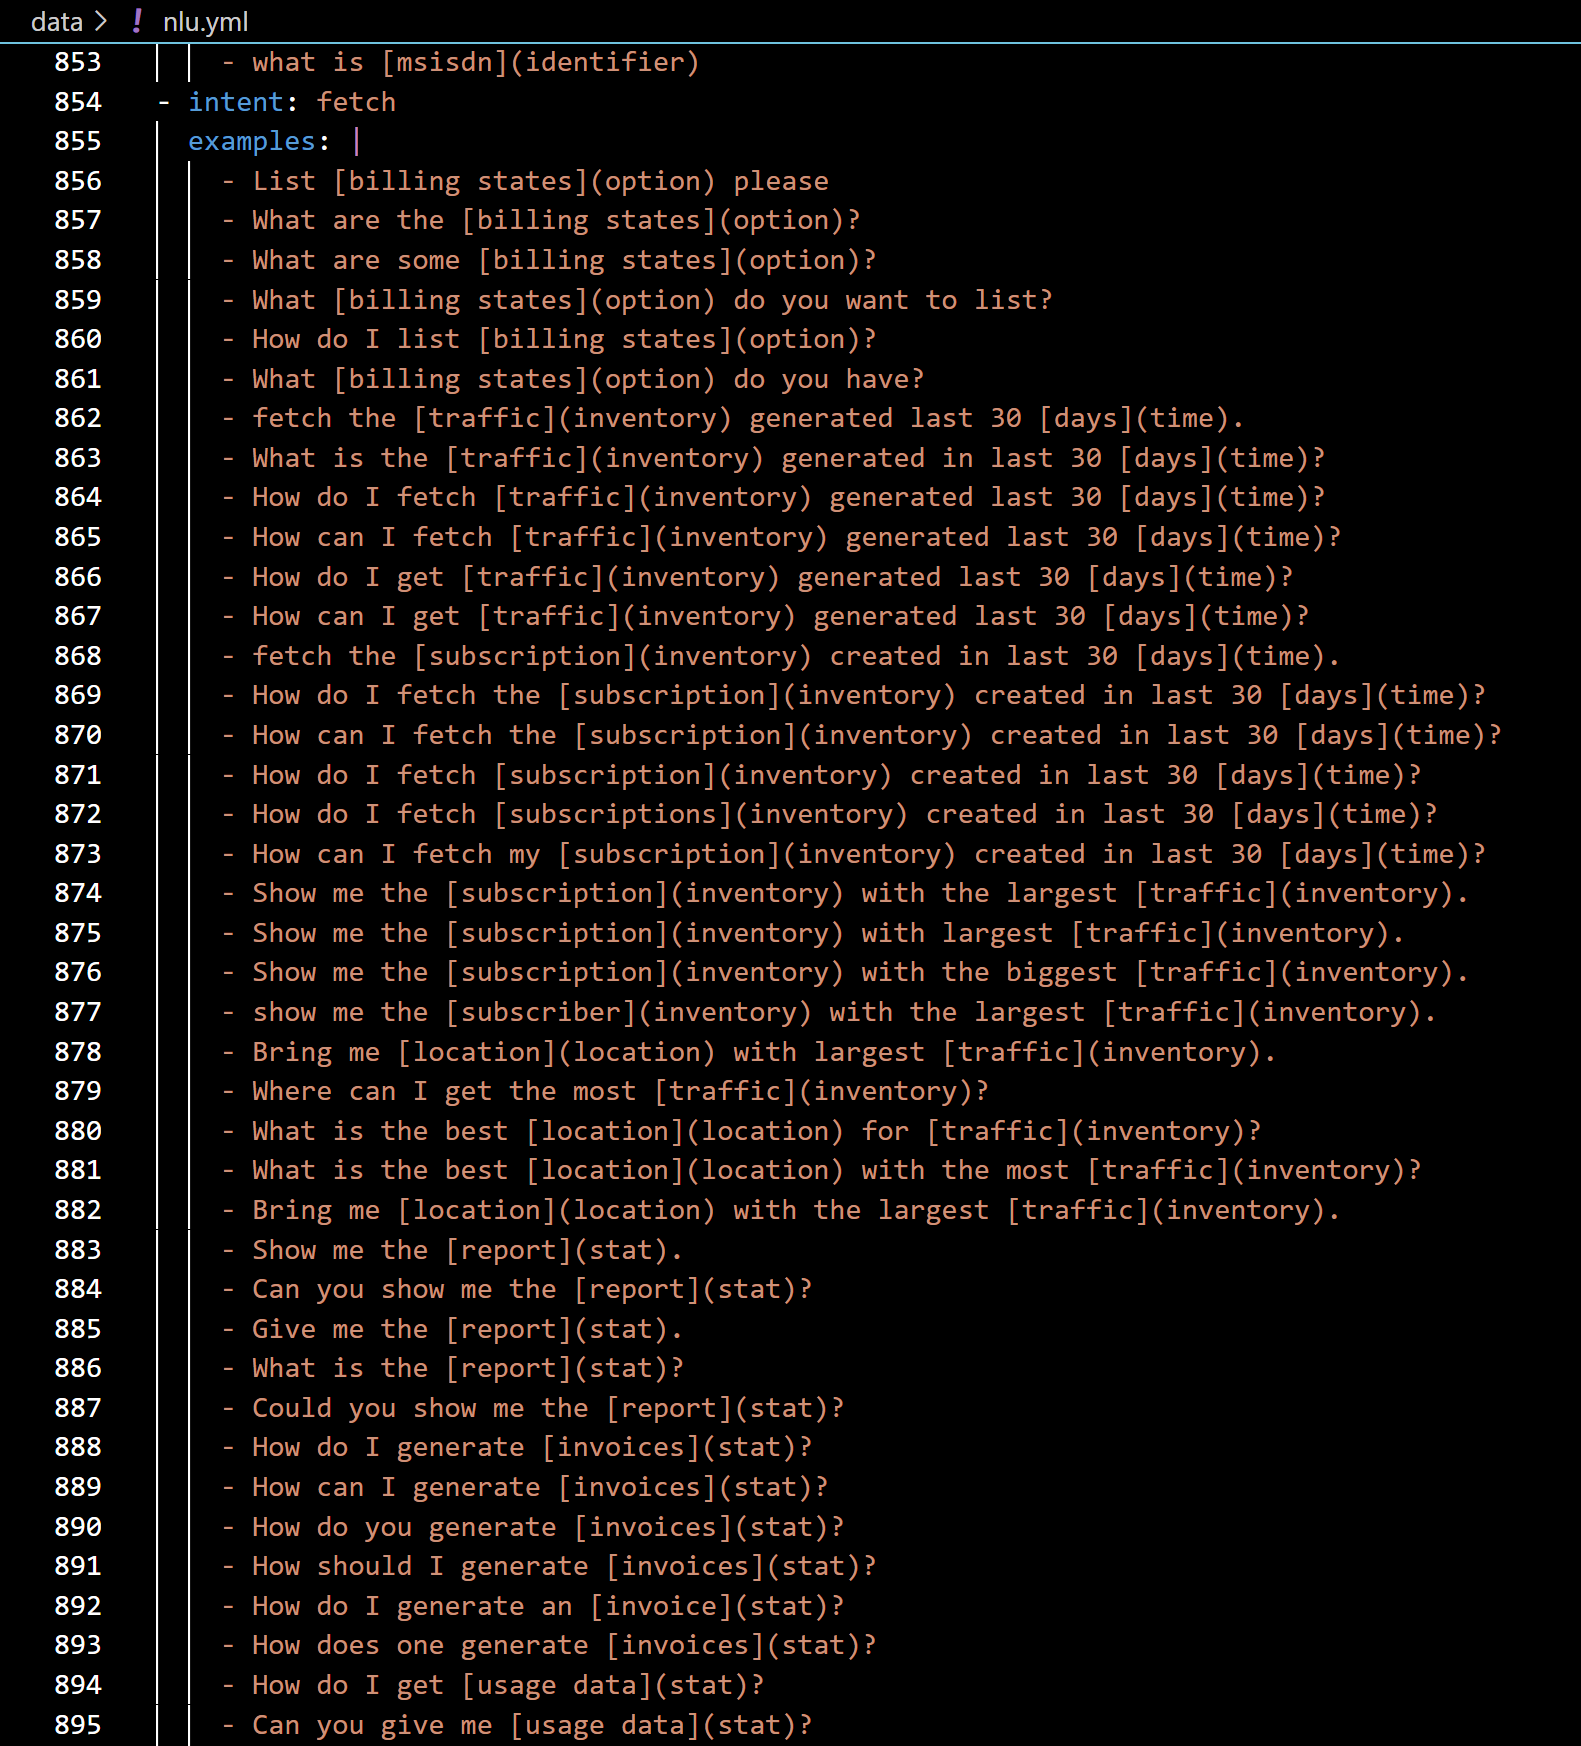 data > ! nlu.yml
853 - what is [msisdn](identifier)
854 - intent: fetch
855 examples: |
856 - List [billing states](option) please
857 - What are the [billing states](option)?
858 - What are some [billing states](option)?
859 - What [billing states](option) do you want to list?
860 - How do I list [billing states](option)?
861 - What [billing states](option) do you have?
862 - fetch the [traffic](inventory) generated last 30 [days](time).
863 - What is the [traffic](inventory) generated in last 30 [days](time)?
864 - How do I fetch [traffic](inventory) generated last 30 [days](time)?
865 - How can I fetch [traffic](inventory) generated last 30 [days](time)?
866 - How do I get [traffic](inventory) generated last 30 [days](time)?
867 - How can I get [traffic](inventory) generated last 30 [days](time)?
868 - fetch the [subscription](inventory) created in last 30 [days](time).
869 - How do I fetch the [subscription](inventory) created in last 30 [days](time)?
870 - How can I fetch the [subscription](inventory) created in last 30 [days](time)?
871 - How do I fetch [subscription](inventory) created in last 30 [days](time)?
872 - How do I fetch [subscriptions](inventory) created in last 30 [days](time)?
873 - How can I fetch my [subscription](inventory) created in last 30 [days](time)?
874 - Show me the [subscription](inventory) with the largest [traffic](inventory).
875 - Show me the [subscription](inventory) with largest [traffic](inventory).
876 - Show me the [subscription](inventory) with the biggest [traffic](inventory).
877 - show me the [subscriber](inventory) with the largest [traffic](inventory).
878 - Bring me [location](location) with largest [traffic](inventory).
879 - Where can I get the most [traffic](inventory)?
880 - What is the best [location](location) for [traffic](inventory)?
881 - What is the best [location](location) with the most [traffic](inventory)?
882 - Bring me [location](location) with the largest [traffic](inventory).
883 - Show me the [report](stat).
884 - Can you show me the [report](stat)?
885 - Give me the [report](stat).
886 - What is the [report](stat)?
887 - Could you show me the [report](stat)?
888 - How do I generate [invoices](stat)?
889 - How can I generate [invoices](stat)?
890 - How do you generate [invoices](stat)?
891 - How should I generate [invoices](stat)?
892 - How do I generate an [invoice](stat)?
893 - How does one generate [invoices](stat)?
894 - How do I get [usage data](stat)?
895 - Can you give me [usage data](stat)?